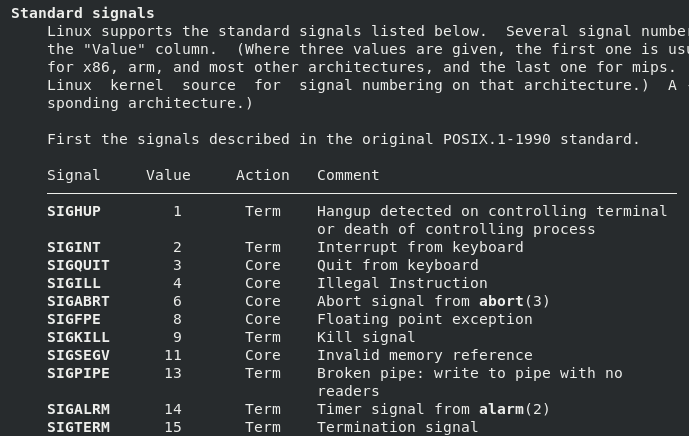 Standard signals
Linux supports the standard signals listed below.  Several signal
the "Value" column.  (Where three values are given, the first one is
for x86, arm, and most other architectures, and the last one for mips.
Linux  kernel  source  for  signal numbering on that architecture.)  A
sponding architecture.)
First the signals described in the original POSIX.1-1990 standard.
Signal     Value     Action   Comment
SIGHUP        1       Term    Hangup detected on controlling terminal
or death of controlling process
SIGINT        2       Term    Interrupt from keyboard
SIGQUIT       3       Core    Quit from keyboard
SIGILL        4       Core    Illegal Instruction
SIGABRT       6       Core    Abort signal from abort(3)
SIGFPE        8       Core    Floating point exception
SIGKILL       9       Term    Kill signal
SIGSEGV      11       Core    Invalid memory reference
SIGPIPE      13       Term    Broken pipe: write to pipe with no
readers
SIGALRM      14       Term    Timer signal from alarm(2)
SIGTERM      15       Term    Termination signal